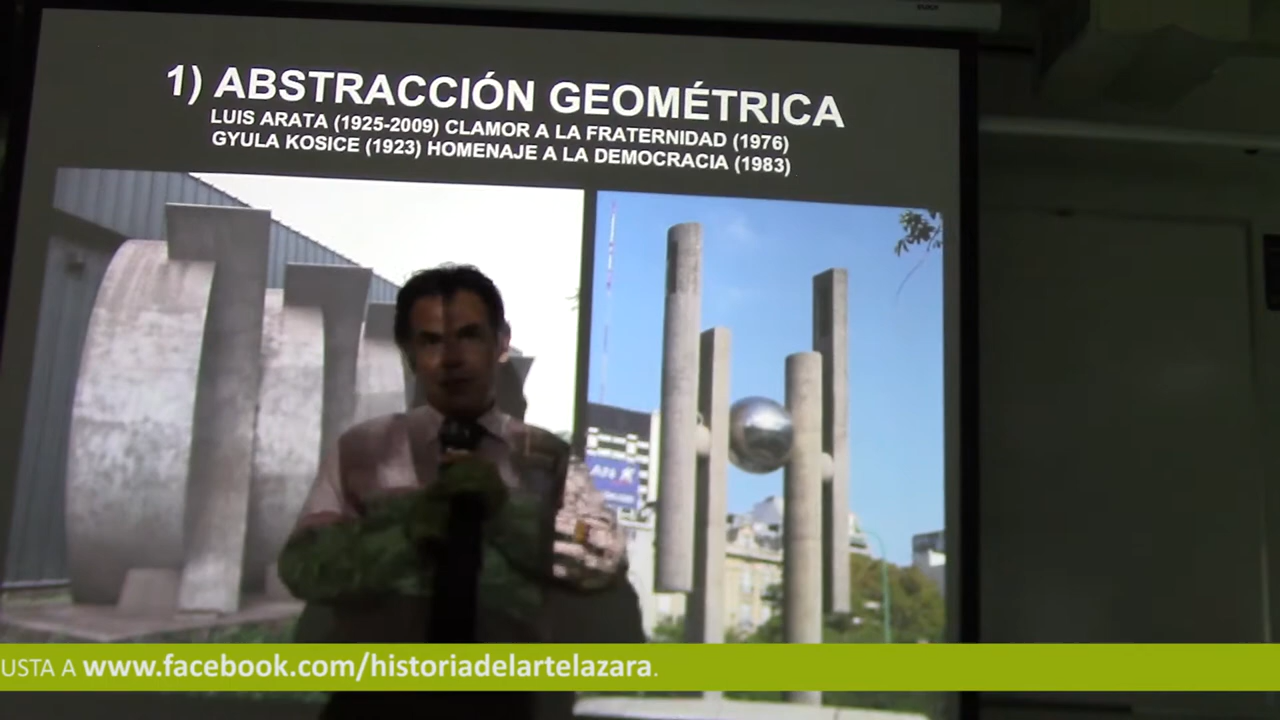 1) ABSTRACCIÓN GEOMÉTRICA
LUIS ARATA (1925-2009) CLAMOR A LA FRATERNIDAD (1976)
GYULA KOSICE (1923) HOMENAJE A LA DEMOCRACIA (1983)
USTA A www.facebook.com/historiadelartelazara.